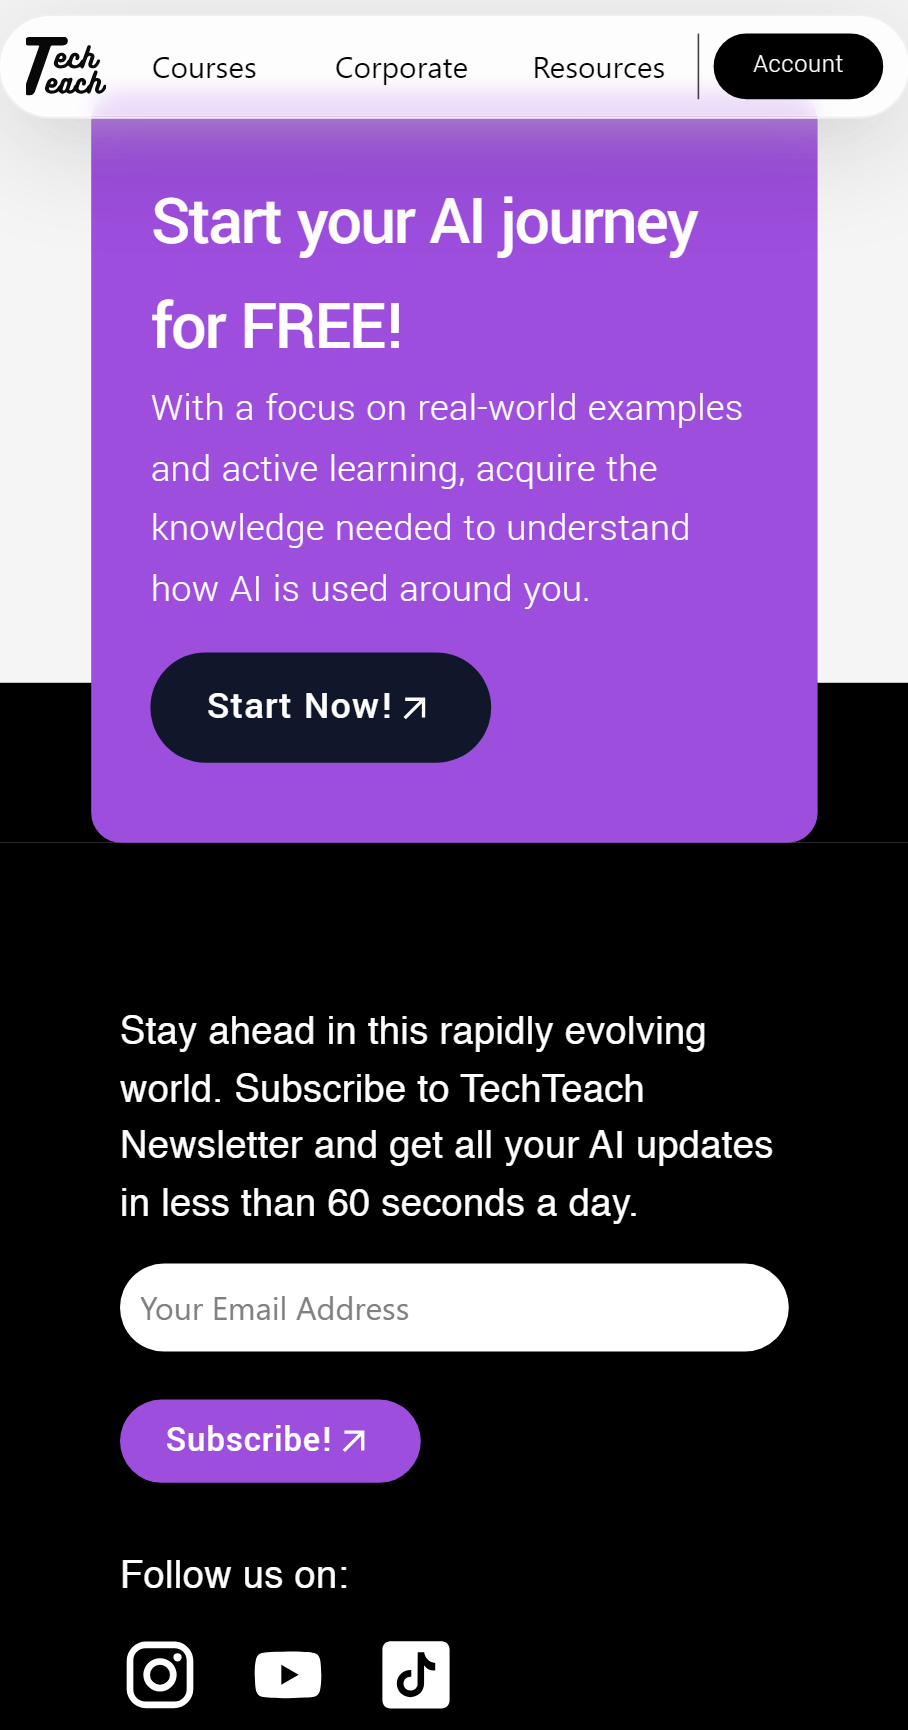 Tech
Teach
Courses
Corporate
Resources
Account
Start your AI journey
for FREE!
With a focus on real-world examples
and active learning, acquire the
knowledge needed to understand
how AI is used around you.
Start Now!
Stay ahead in this rapidly evolving
world. Subscribe to TechTeach
Newsletter and get all your AI updates
in less than 60 seconds a day.
Your Email Address
Subscribe!
Follow us on: